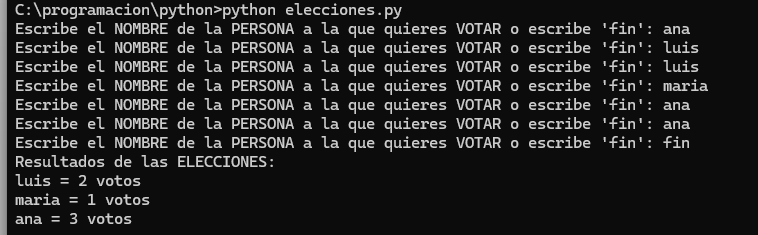 C:\programacion\python>python elecciones.py
Escribe el NOMBRE de la PERSONA a la que quieres VOTAR o escribe 'fin': ana
Escribe el NOMBRE de la PERSONA a la que quieres VOTAR o escribe 'fin': luis
Escribe el NOMBRE de la PERSONA a la que quieres VOTAR o escribe 'fin': luis
Escribe el NOMBRE de la PERSONA a la que quieres VOTAR o escribe 'fin': maria
Escribe el NOMBRE de la PERSONA a la que quieres VOTAR o escribe 'fin': ana
Escribe el NOMBRE de la PERSONA a la que quieres VOTAR o escribe 'fin': ana
Escribe el NOMBRE de la PERSONA a la que quieres VOTAR o escribe 'fin': fin
Resultados de las ELECCIONES:
luis = 2 votos
maria = 1 votos
ana = 3 votos